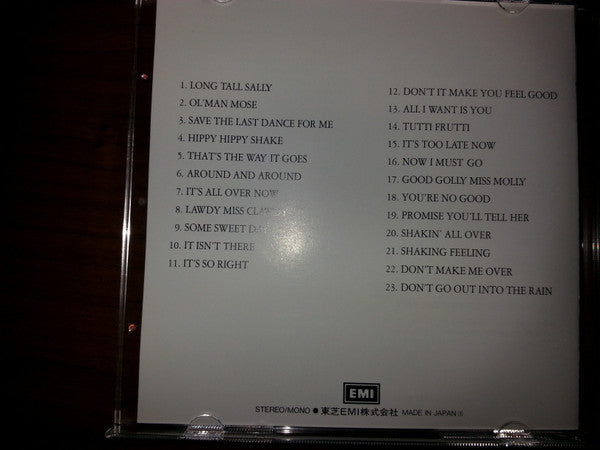 1. LONG TALL SALLY
2. OL'MAN MOSE
3. SAVE THE LAST DANCE FOR ME
4. HIPPY HIPPY SHAKE
5. THAT'S THE WAY IT GOES
6. AROUND AND AROUND
7. IT'S ALL OVER NOW
8. LAWDY MISS
9. SOME SWEET
10. IT ISN'T THERE
11. IT'S SO RIGHT
12. DON'T IT MAKE YOU FEEL GOOD
13. ALL I WANT IS YOU
14. TUTTI FRUTTI
15. IT'S TOO LATE NOW
16. NOW I MUST GO
17. GOOD GOLLY MISS MOLLY
18. YOU'RE NO GOOD
19. PROMISE YOU'LL TELL HER
20. SHAKIN' ALL OVER
21. SHAKING FEELING
22. DON'T MAKE ME OVER
23. DON'T GO OUT INTO THE RAIN
EMI
STEREO/MONO ● 東芝EMI株式会社 MADE IN JAPAN